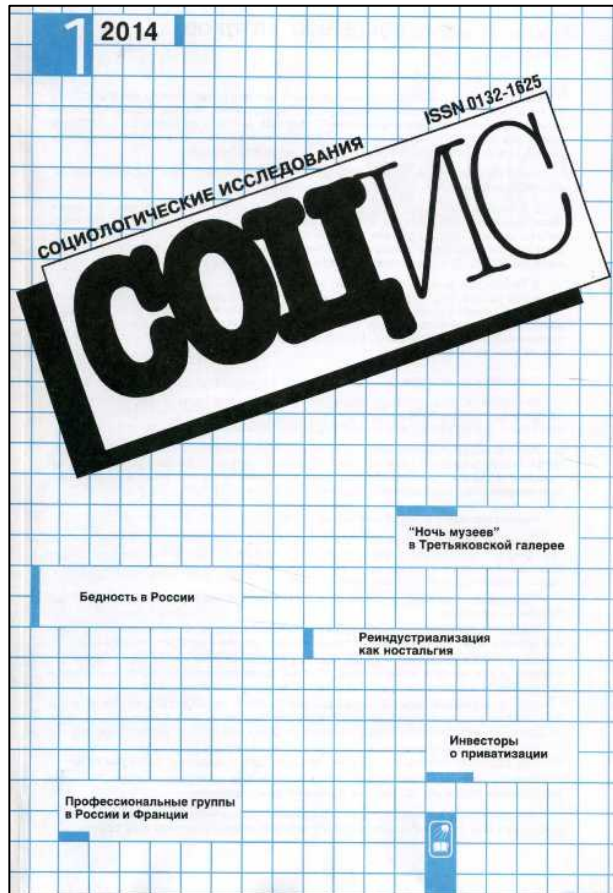 1 2014
ISSN 0132-1625
СОЦИОЛОГИЧЕСКИЕ ИССЛЕДОВАНИЯ
СОЦИС
"Ночь музеев"
в Третьяковской галерее
Бедность в России
Реиндустриализация
как ностальгия
Инвесторы
о приватизации
Профессиональные группы
в России и Франции